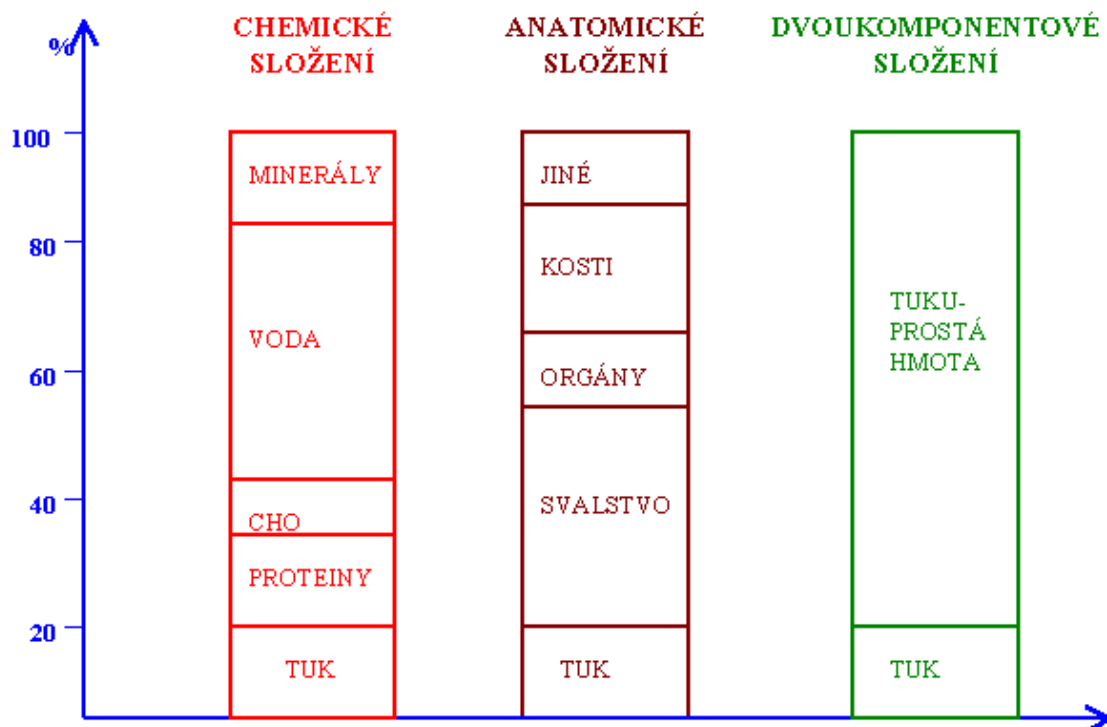 %
CHEMICKÉ
SLOŽENÍ
ANATOMICKÉ
SLOŽENÍ
DVOUKOMPONENTOVÉ
SLOŽENÍ
100
80
60
40
20
MINERÁLY
VODA
CHO
PROTEINY
TUK
JINÉ
KOSTI
ORGÁNY
SVALSTVO
TUK
TUKU-
PROSTÁ
HMOTA
TUK